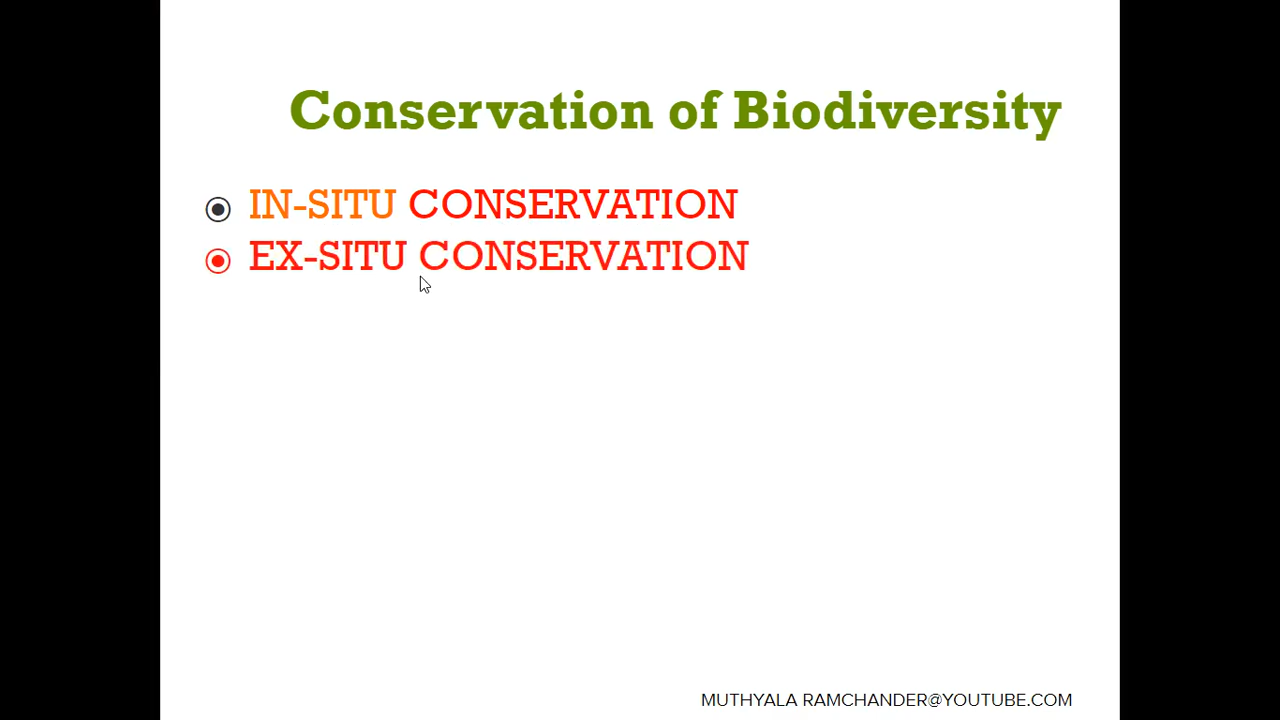 Conservation of Biodiversity
IN-SITU CONSERVATION
EX-SITU CONSERVATION
MUTHYALA RAMCHANDER@YOUTUBE.COM